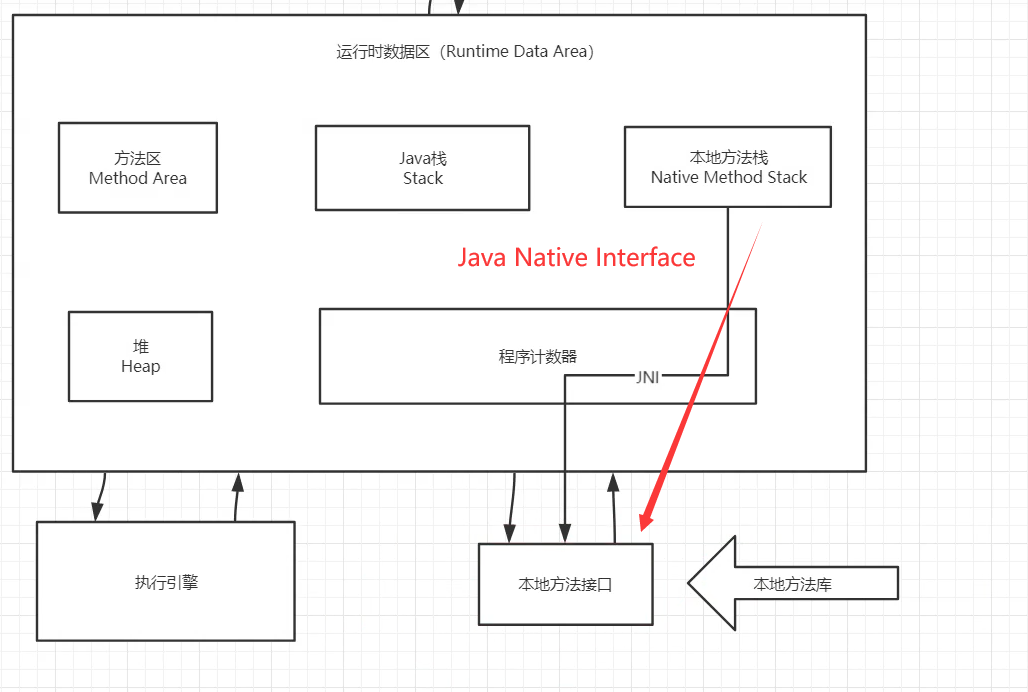 运行时数据区（Runtime Data Area）
方法区
Method Area
Java栈
Stack
本地方法栈
Native Method Stack
Java Native Interface
堆
Heap
程序计数器
JNI
执行引擎
本地方法接口
本地方法库